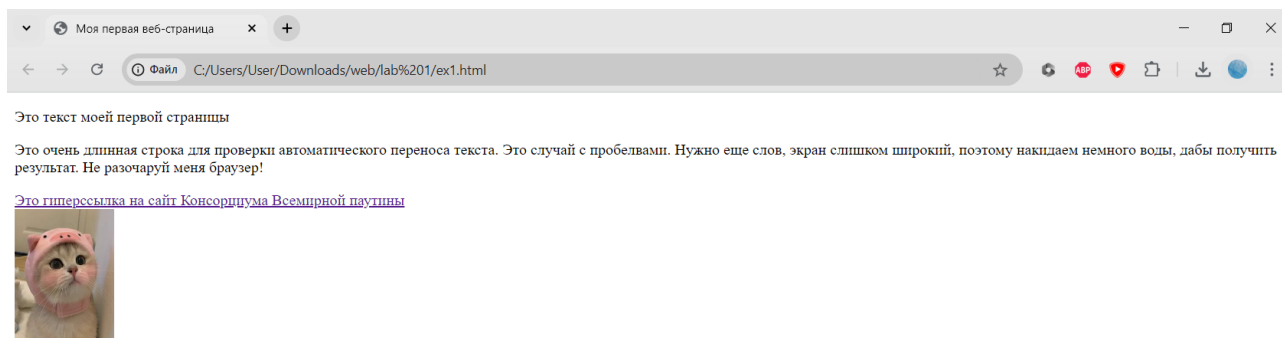 Моя первая веб-страница
Файл C:/Users/User/Downloads/web/lab%201/ex1.html
ABP
Это текст моей первой страницы
Это очень длинная строка для проверки автоматического переноса текста. Это случай с пробелвами. Нужно еще слов, экран слишком широкий, поэтому накидаем немного воды, дабы получить
результат. Не разочаруй меня браузер!
Это гиперссылка на сайт Консорциума Всемирной паутины